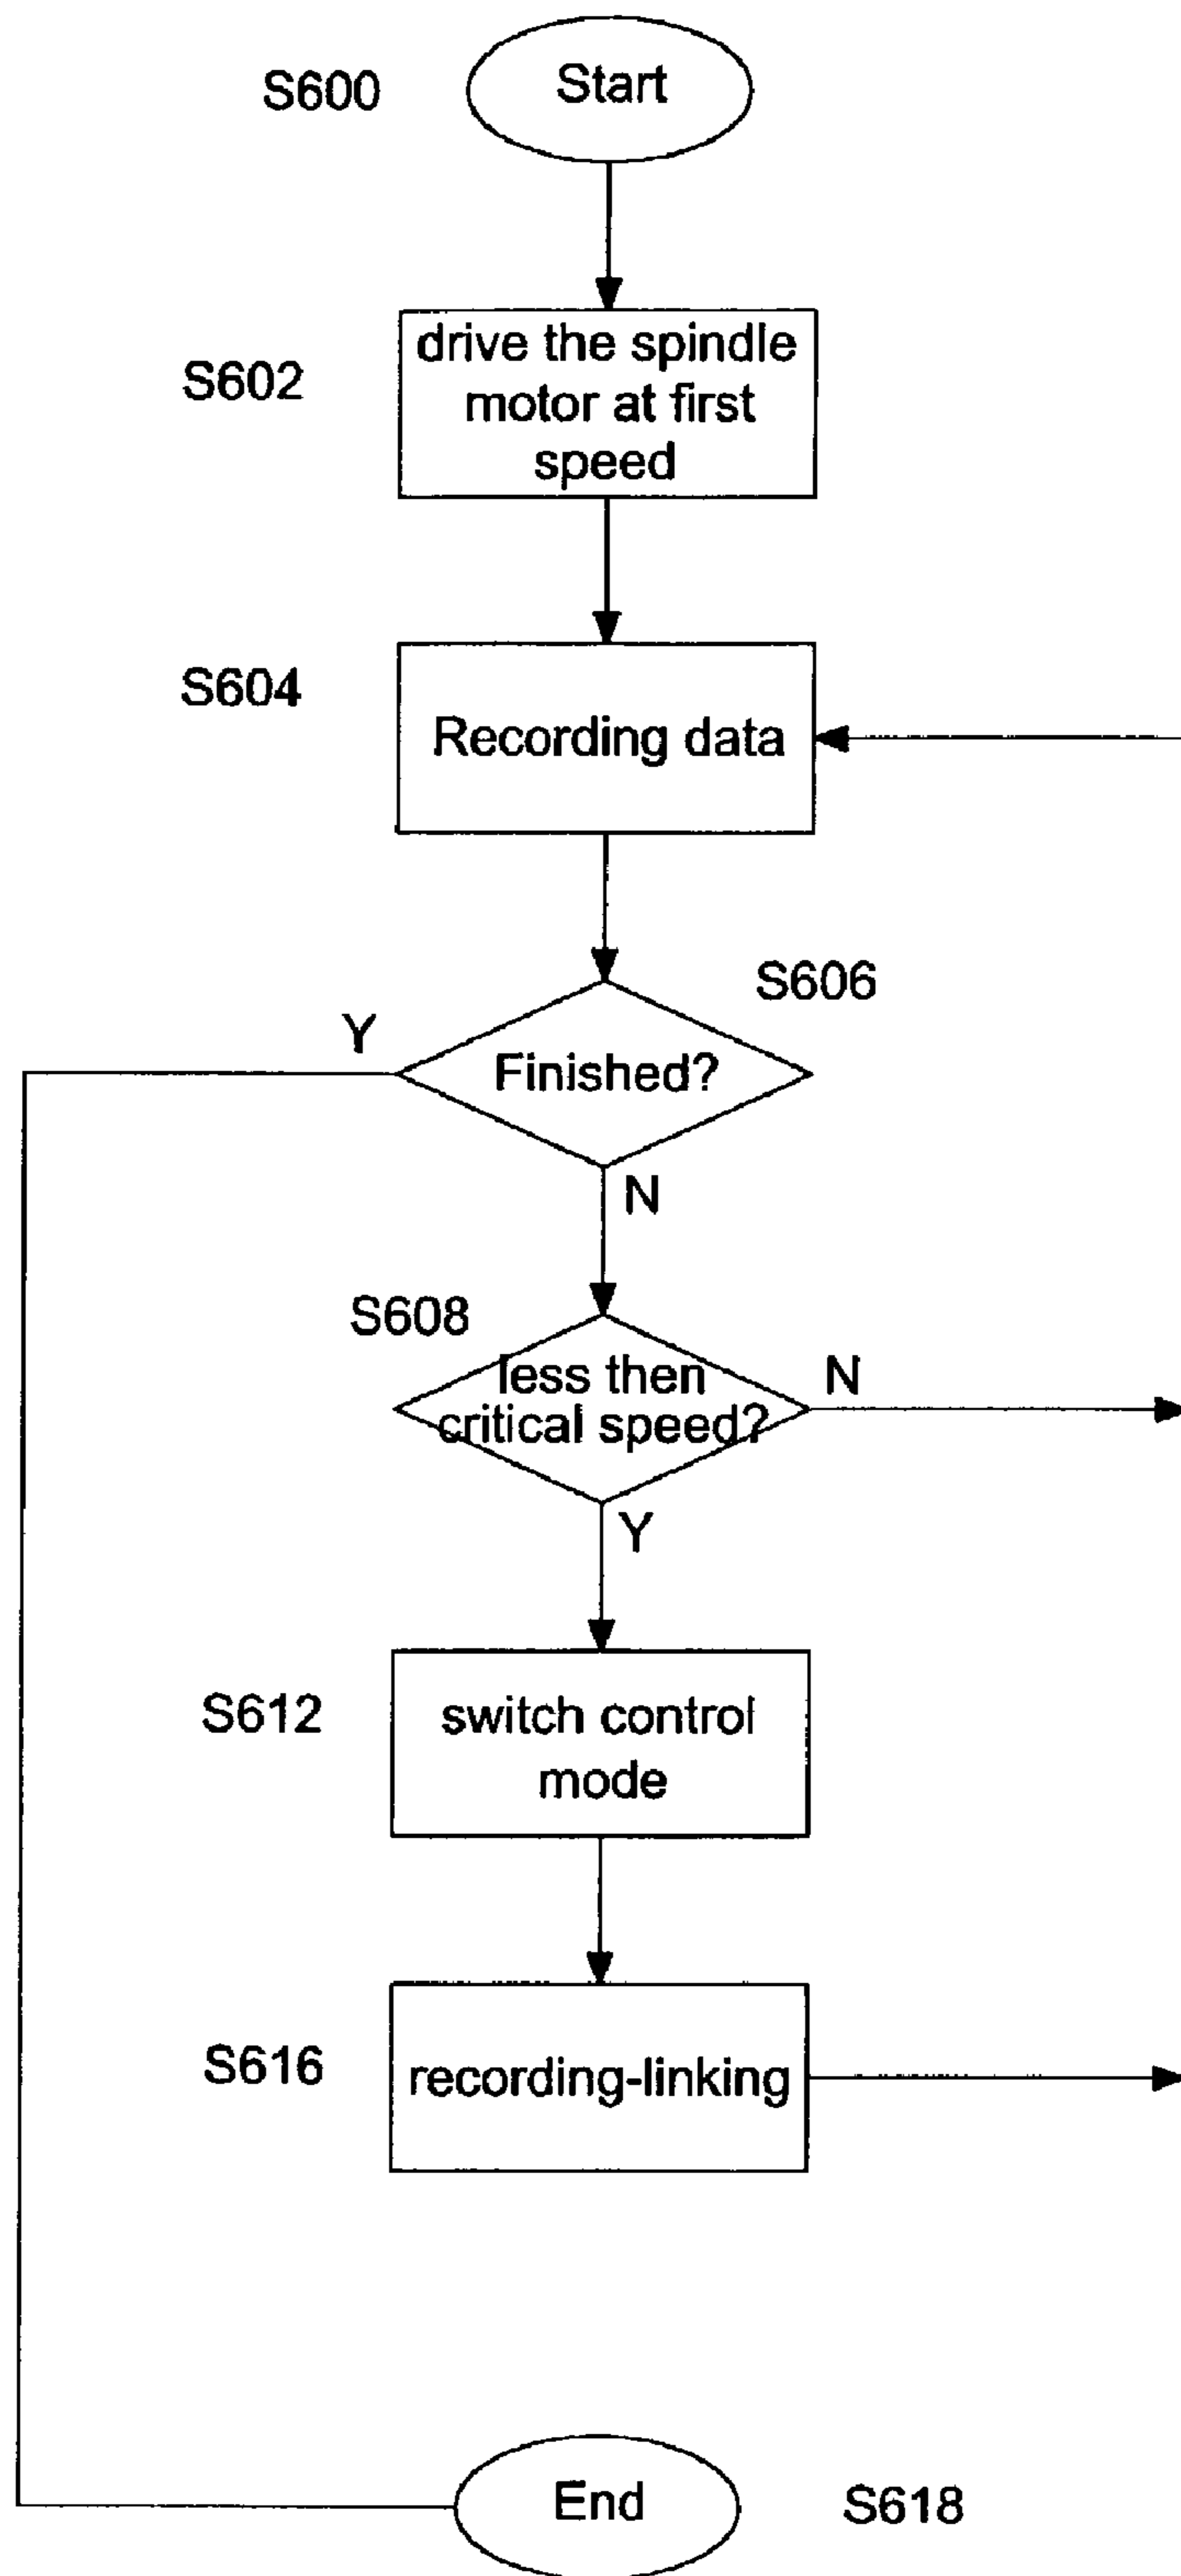 S600
Start
S602
drive the spindle
motor at first
speed
S604
Recording data
S606
Y
Finished?
N
S608
less then
critical speed?
N
Y
S612
switch control
mode
S616
recording-linking
End
S618